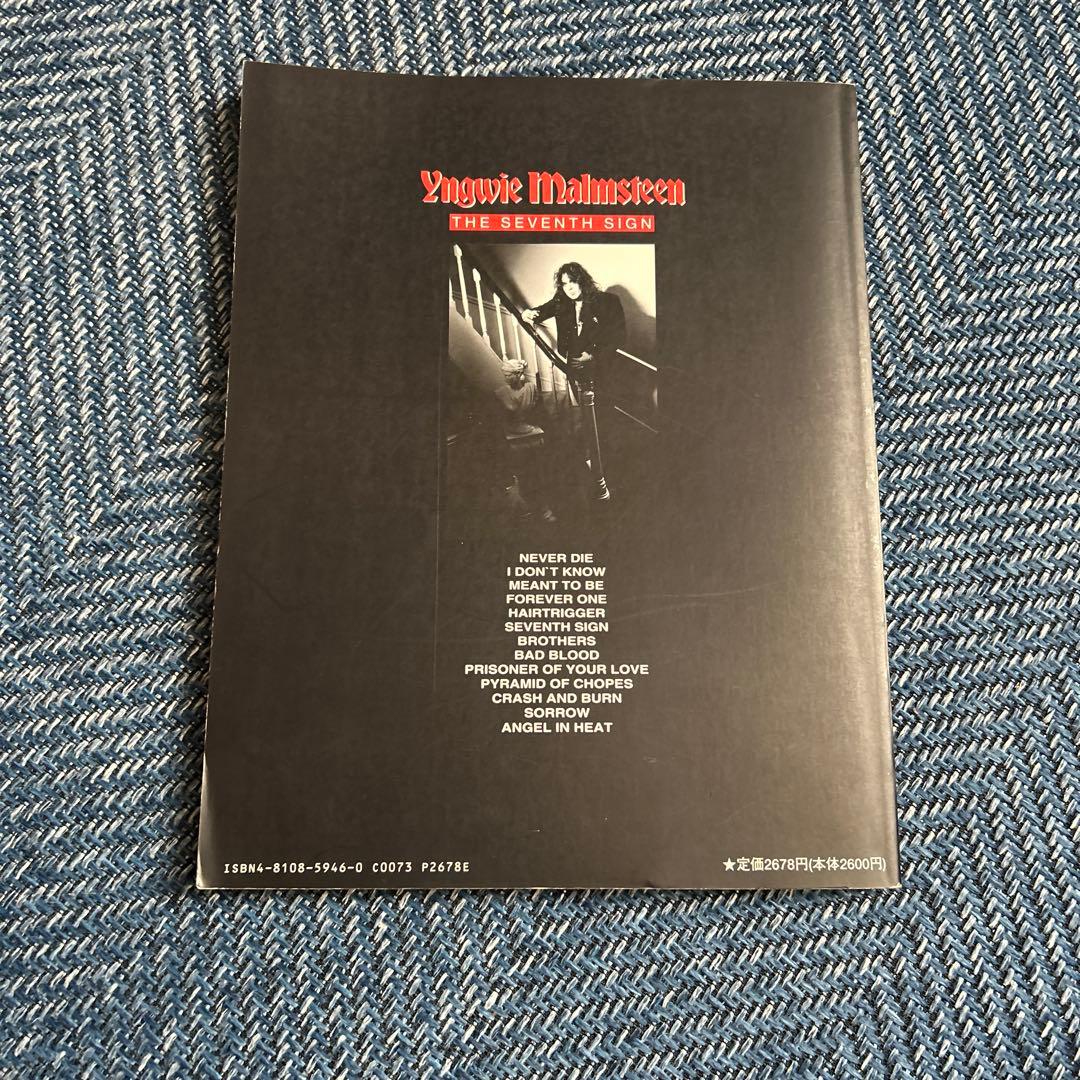 Yngwie Malmsteen
THE SEVENTH SIGN
NEVER DIE
I DON`T KNOW
MEANT TO BE
FOREVER ONE
HAIRTRIGGER
SEVENTH SIGN
BROTHERS
BAD BLOOD
PRISONER OF YOUR LOVE
PYRAMID OF CHOPES
CRASH AND BURN
SORROW
ANGEL IN HEAT
ISBN4-8108-5946-0 C0073 P2678E
★定価2678円(本体2600円)